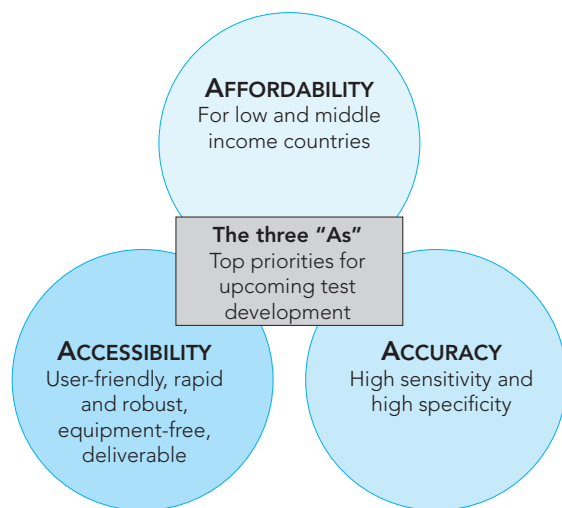 AFFORDABILITY
For low and middle
income countries
The three "As"
Top priorities for
upcoming test
development
ACCESSIBILITY
User-friendly, rapid
and robust,
equipment-free,
deliverable
ACCURACY
High sensitivity and
high specificity